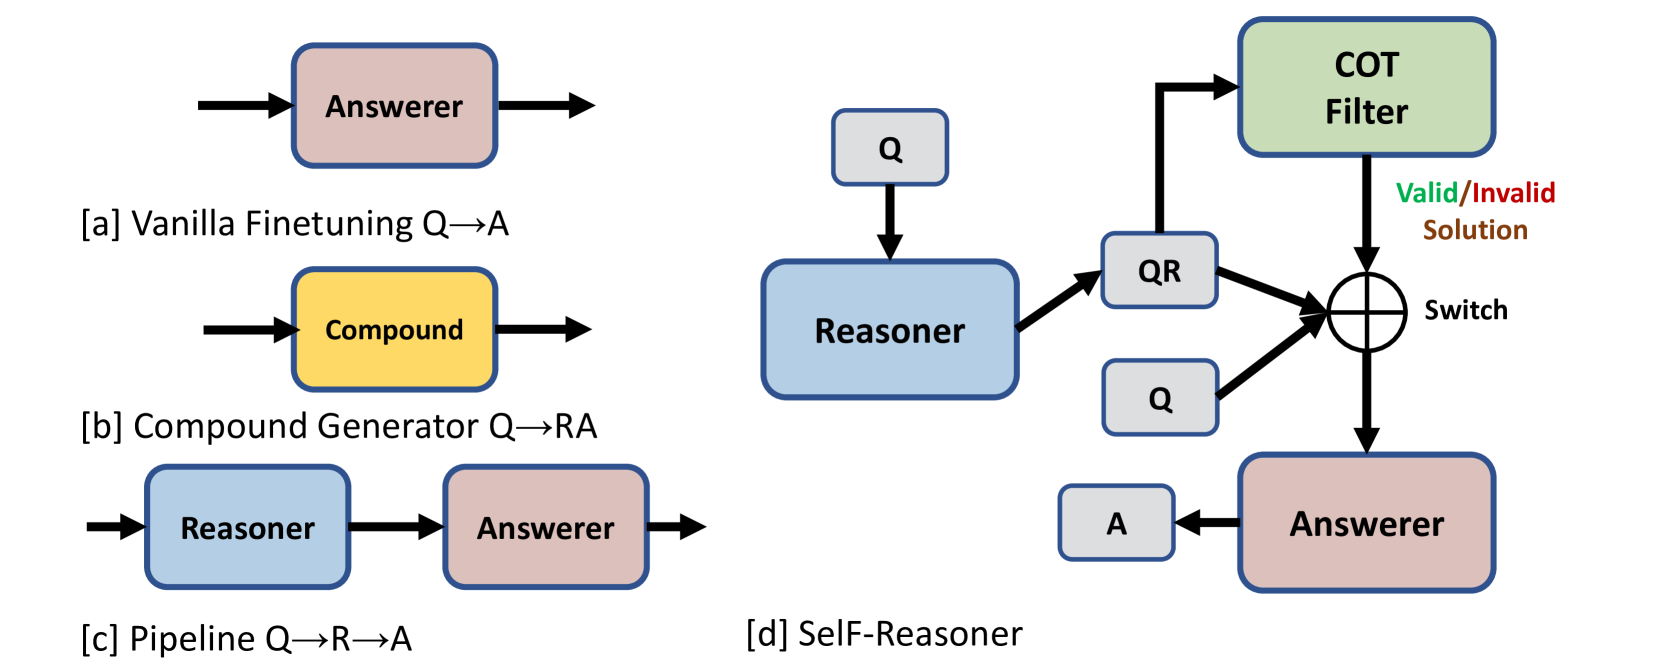 Answerer
[a] Vanilla Finetuning Q→A
Compound
[b] Compound Generator Q→RA
Reasoner
Answerer
[c] Pipeline Q→R→A
Q
Reasoner
QR
Q
COT
Filter
Valid/Invalid
Solution
Switch
Answerer
A
[d] SelF-Reasoner